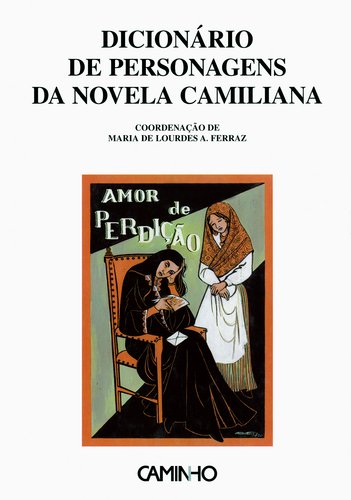 DICIONÁRIO
DE PERSONAGENS
DA NOVELA CAMILIANA
COORDENAÇÃO DE
MARIA DE LOURDES A. FERRAZ
AMOR
de
PERDIÇÃO
CAMINHO